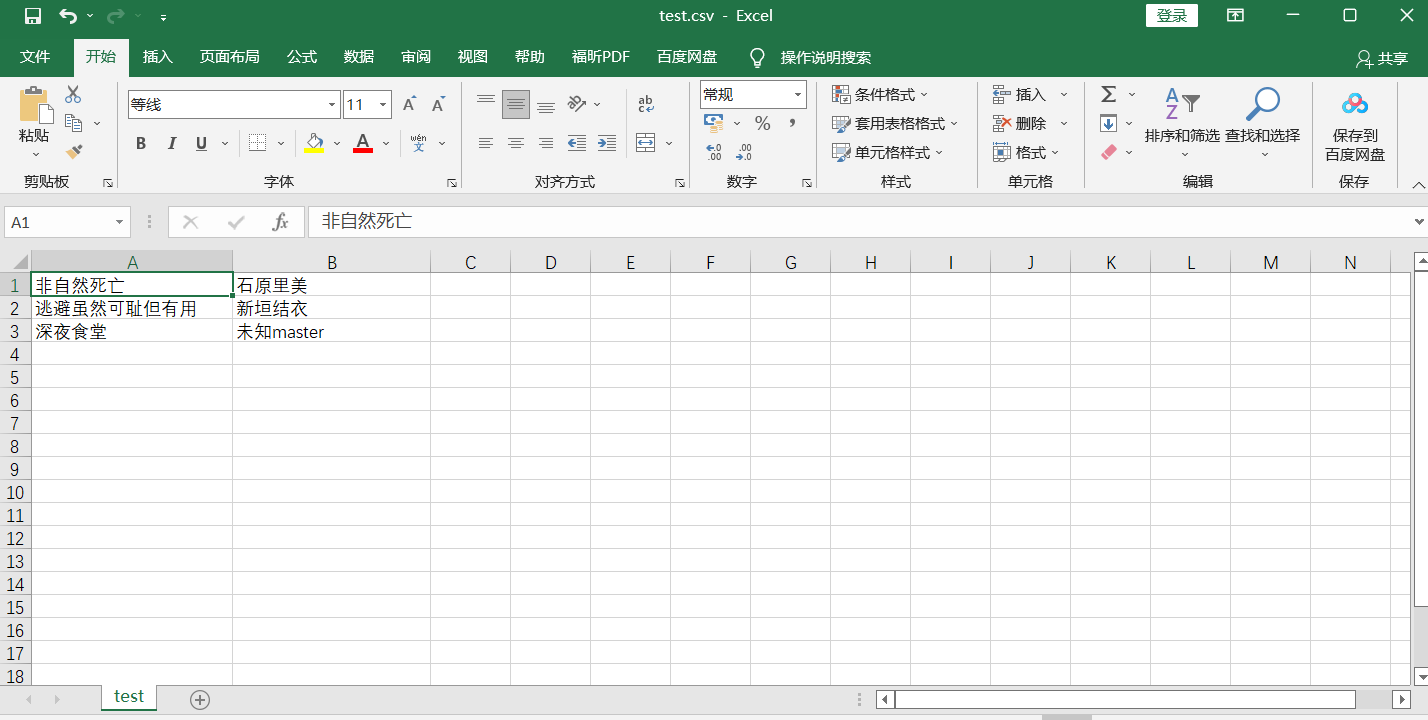 test.csv - Excel
登录
文件 开始 插入 页面布局 公式 数据 审阅 视图 帮助 福昕PDF 百度网盘 操作说明搜索 共享
等线 11 常规
粘贴
B I U A wén 文 ab c % , .00 .0
条件格式
套用表格格式
单元格样式
插入
删除
格式
Σ
A Z
排序和筛选 查找和选择
保存到
百度网盘
剪贴板 字体 对齐方式 数字 样式 单元格 编辑 保存
A1 fx 非自然死亡
A B C D E F G H I J K L M N
1 非自然死亡 石原里美
2 逃避虽然可耻但有用 新垣结衣
3 深夜食堂 未知master
4
5
6
7
8
9
10
11
12
13
14
15
16
17
18
test